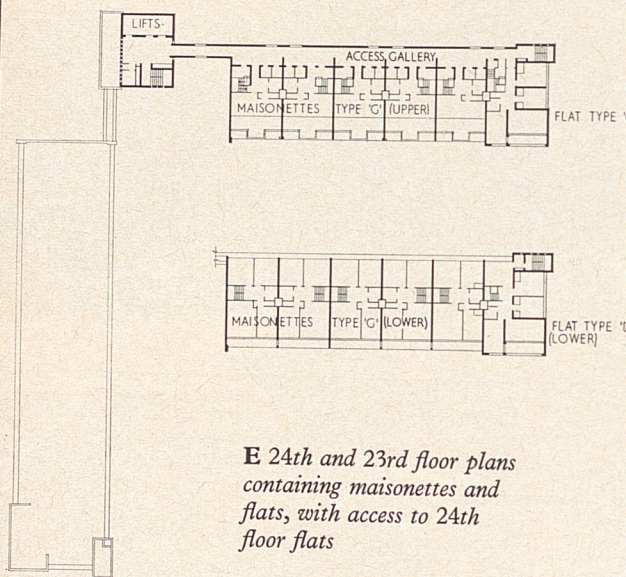 LIFTS·
ACCESS GALLERY
MAISONETTES TYPE 'G' (UPPER)
FLAT TYPE
MAISONETTES TYPE 'G' (LOWER)
FLAT TYPE
(LOWER)
E 24th and 23rd floor plans
containing maisonettes and
flats, with access to 24th
floor flats